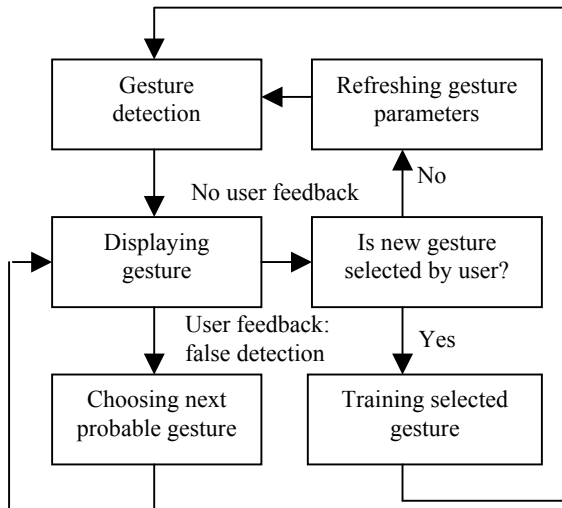 Gesture
detection
Refreshing gesture
parameters
No user feedback
No
Displaying
gesture
Is new gesture
selected by user?
User feedback:
false detection
Yes
Choosing next
probable gesture
Training selected
gesture